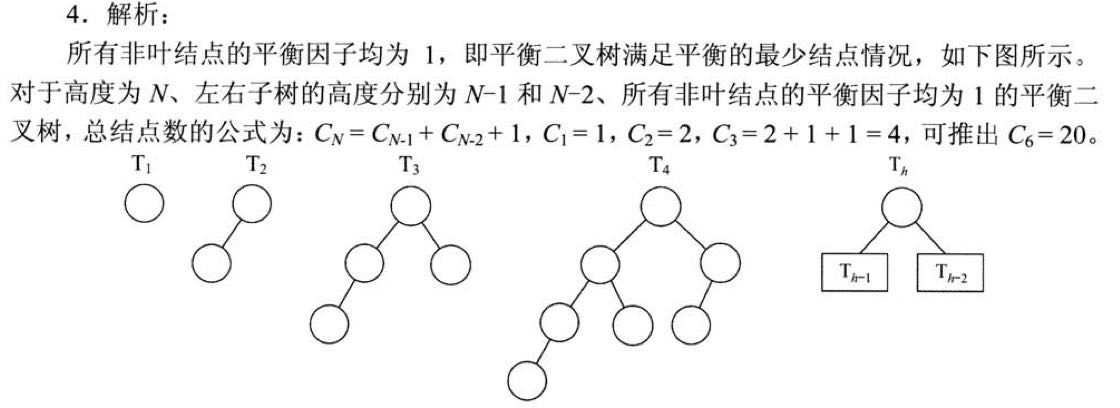 4．解析：
所有非叶结点的平衡因子均为 1，即平衡二叉树满足平衡的最少结点情况，如下图所示。
对于高度为 N、左右子树的高度分别为 N-1 和 N-2、所有非叶结点的平衡因子均为 1 的平衡二
叉树，总结点数的公式为：C_N = C_{N-1} + C_{N-2} + 1，C_1 = 1，C_2 = 2，C_3 = 2 + 1 + 1 = 4，可推出 C_6 = 20。
T_1 T_2 T_3 T_4 T_h
T_{h-1} T_{h-2}